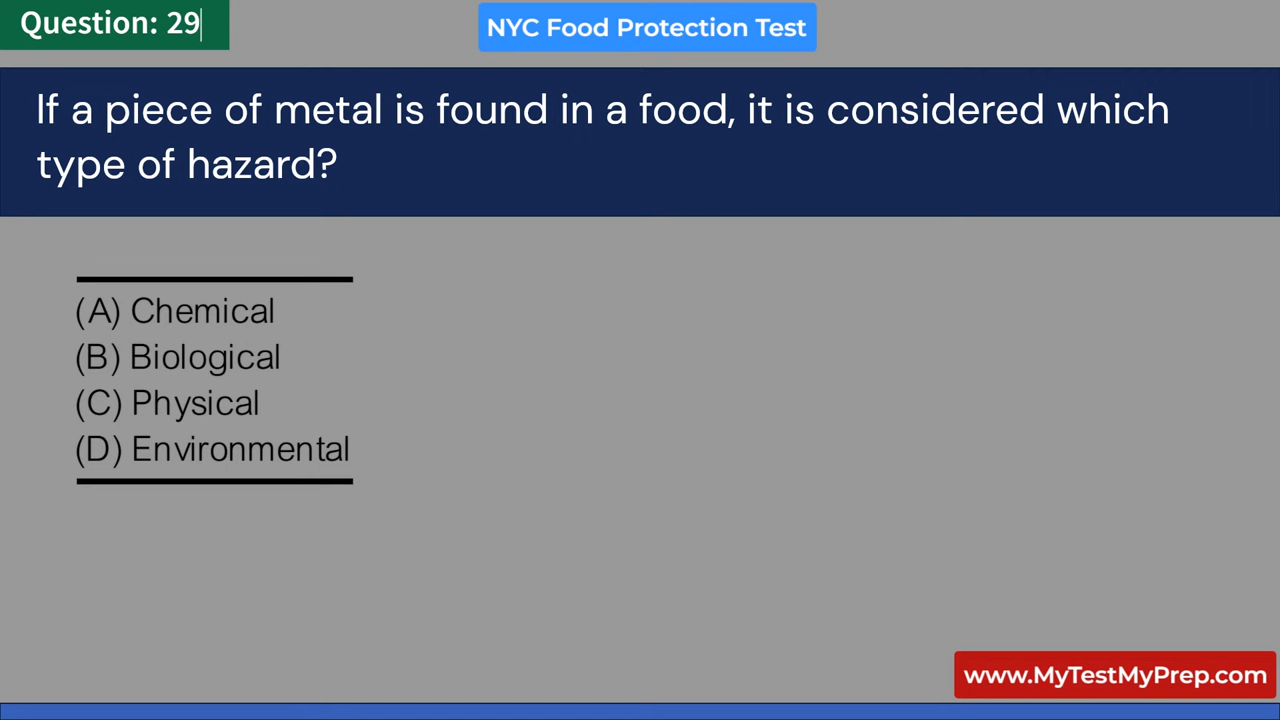 Question: 29
NYC Food Protection Test
If a piece of metal is found in a food, it is considered which
type of hazard?
(A) Chemical
(B) Biological
(C) Physical
(D) Environmental
www.MyTestMyPrep.com